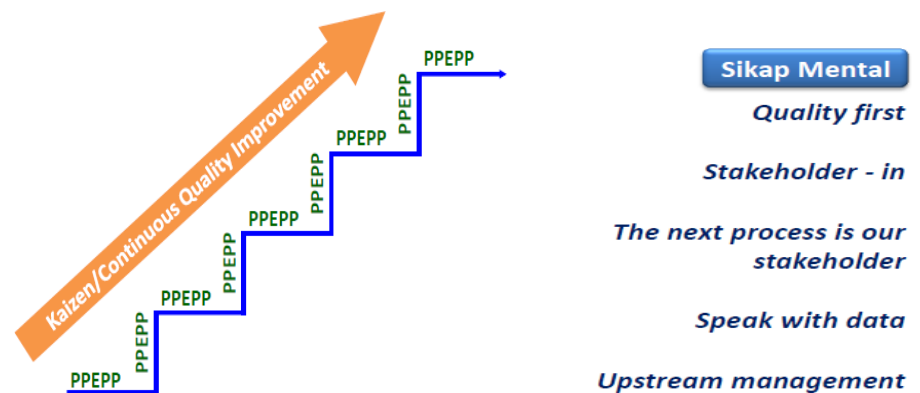 Kaizen/Continuous Quality Improvement
PPEPP
PPEPP
PPEPP
PPEPP
PPEPP
PPEPP
PPEPP
PPEPP
PPEPP
Sikap Mental
Quality first
Stakeholder - in
The next process is our
stakeholder
Speak with data
Upstream management